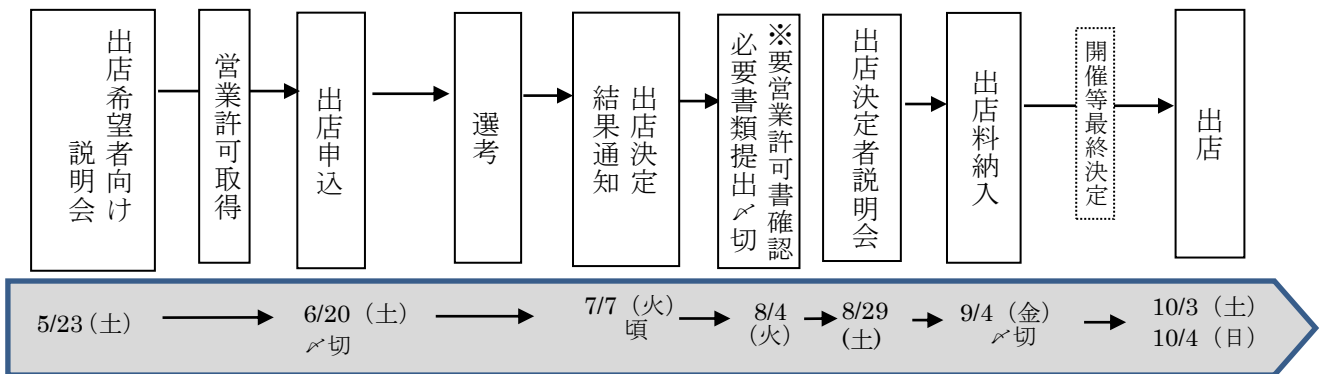 出店希望者向け
説明会
営業許可取得
出店申込
選考
出店決定
結果通知
※要営業許可書確認
必要書類提出〆切
出店決定者説明会
出店料納入
開催等最終決定
出店
5/23（土）
6/20（土）
〆切
7/7（火）
頃
8/4
（火）
8/29
(土)
9/4（金）
〆切
10/3（土）
10/4（日）